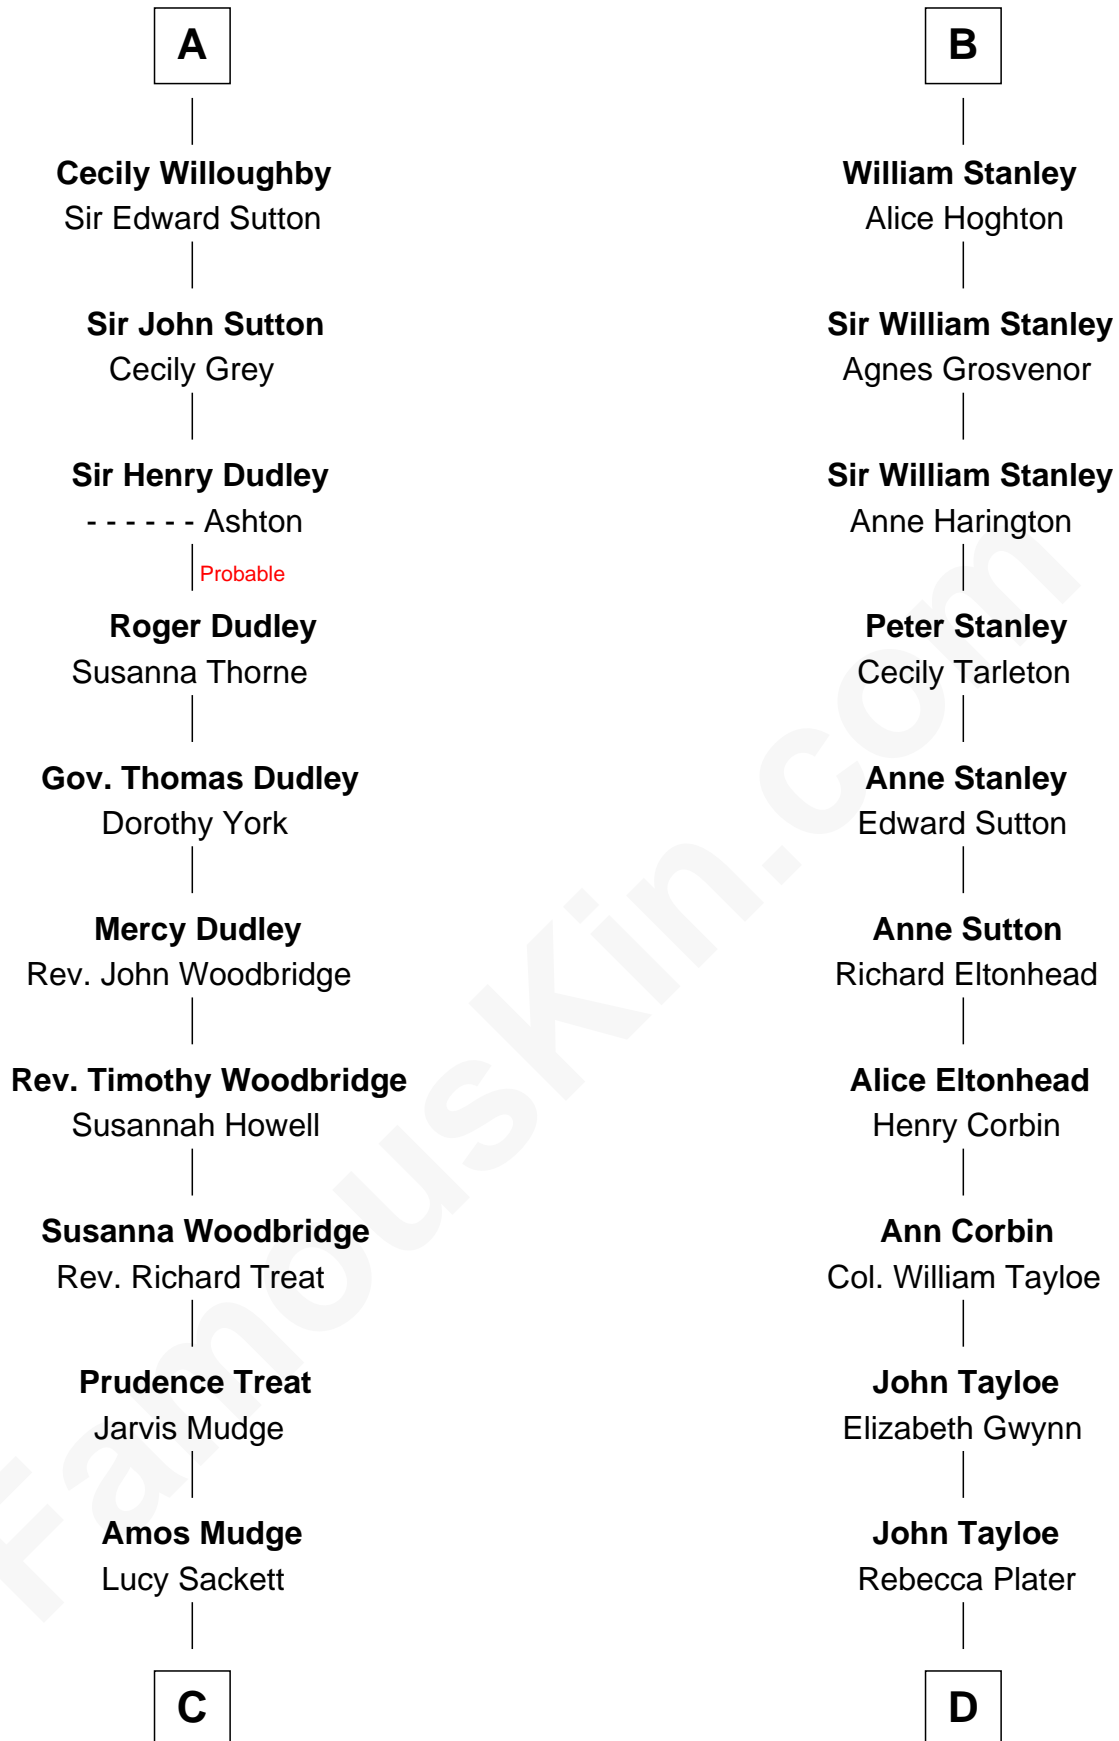 A
Cecily Willoughby
Sir Edward Sutton
Sir John Sutton
Cecily Grey
Sir Henry Dudley
- - - - - - Ashton
Probable
Roger Dudley
Susanna Thorne
Gov. Thomas Dudley
Dorothy York
Mercy Dudley
Rev. John Woodbridge
Rev. Timothy Woodbridge
Susannah Howell
Susanna Woodbridge
Rev. Richard Treat
Prudence Treat
Jarvis Mudge
Amos Mudge
Lucy Sackett
C
B
William Stanley
Alice Hoghton
Sir William Stanley
Agnes Grosvenor
Sir William Stanley
Anne Harington
Peter Stanley
Cecily Tarleton
Anne Stanley
Edward Sutton
Anne Sutton
Richard Eltonhead
Alice Eltonhead
Henry Corbin
Ann Corbin
Col. William Tayloe
John Tayloe
Elizabeth Gwynn
John Tayloe
Rebecca Plater
D
FamousKin.com